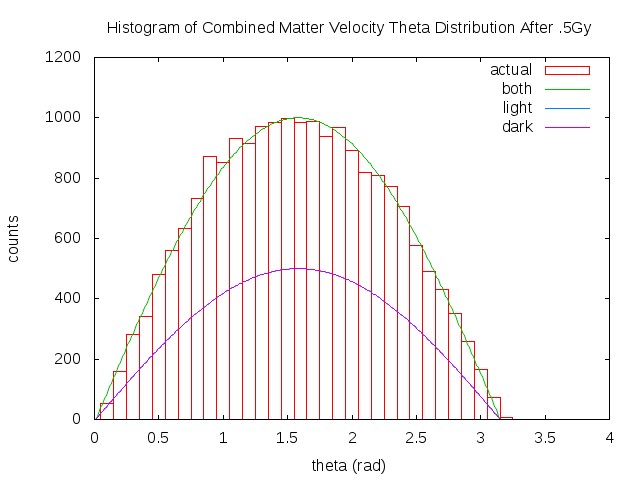 Histogram of Combined Matter Velocity Theta Distribution After .5Gy
1200
1000
800
600
400
200
0
counts
actual
both
light
dark
0 0.5 1 1.5 2 2.5 3 3.5 4
theta (rad)